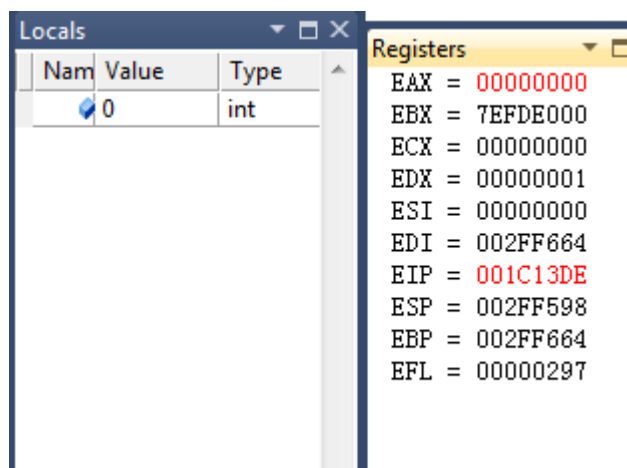 Locals
Nam Value Type
0 int
Registers
EAX = 00000000
EBX = 7EFDE000
ECX = 00000000
EDX = 00000001
ESI = 00000000
EDI = 002FF664
EIP = 001C13DE
ESP = 002FF598
EBP = 002FF664
EFL = 00000297